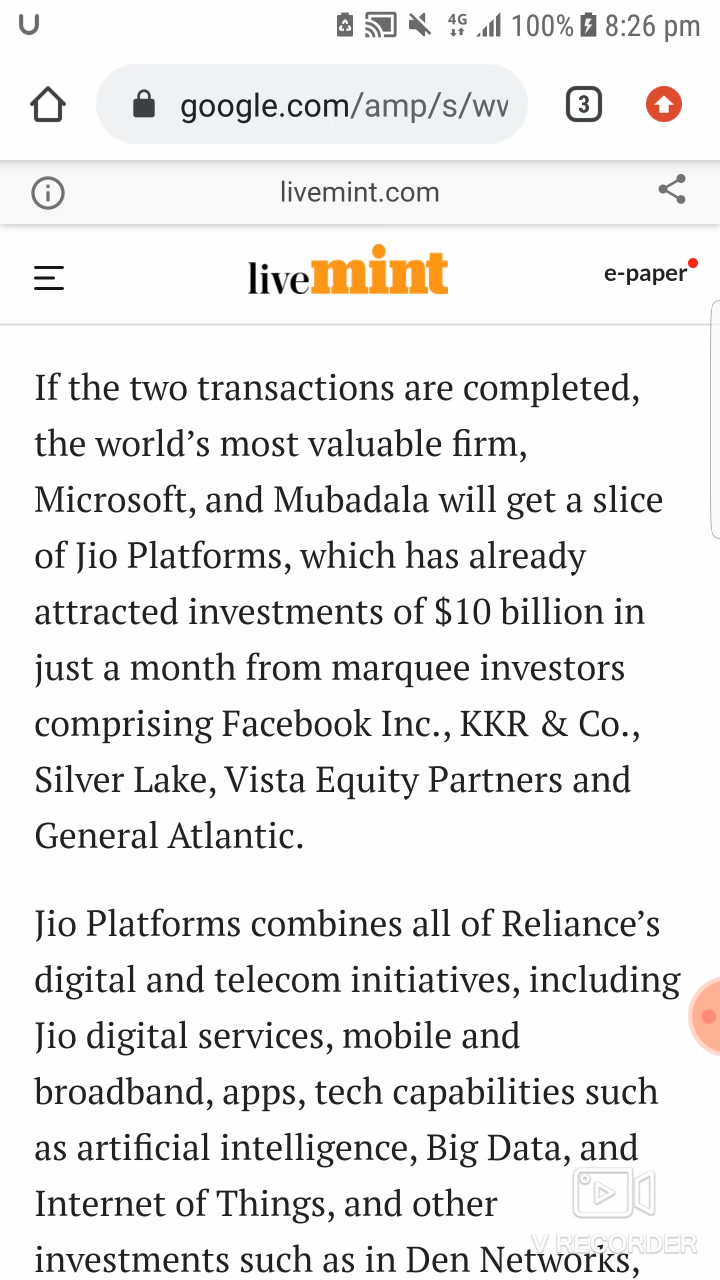 U 4G 100% 8:26 pm
google.com/amp/s/wv 3
livemint.com
livemint e-paper
If the two transactions are completed,
the world’s most valuable firm,
Microsoft, and Mubadala will get a slice
of Jio Platforms, which has already
attracted investments of $10 billion in
just a month from marquee investors
comprising Facebook Inc., KKR & Co.,
Silver Lake, Vista Equity Partners and
General Atlantic.
Jio Platforms combines all of Reliance’s
digital and telecom initiatives, including
Jio digital services, mobile and
broadband, apps, tech capabilities such
as artificial intelligence, Big Data, and
Internet of Things, and other
investments such as in Den Networks,
V RECORDER